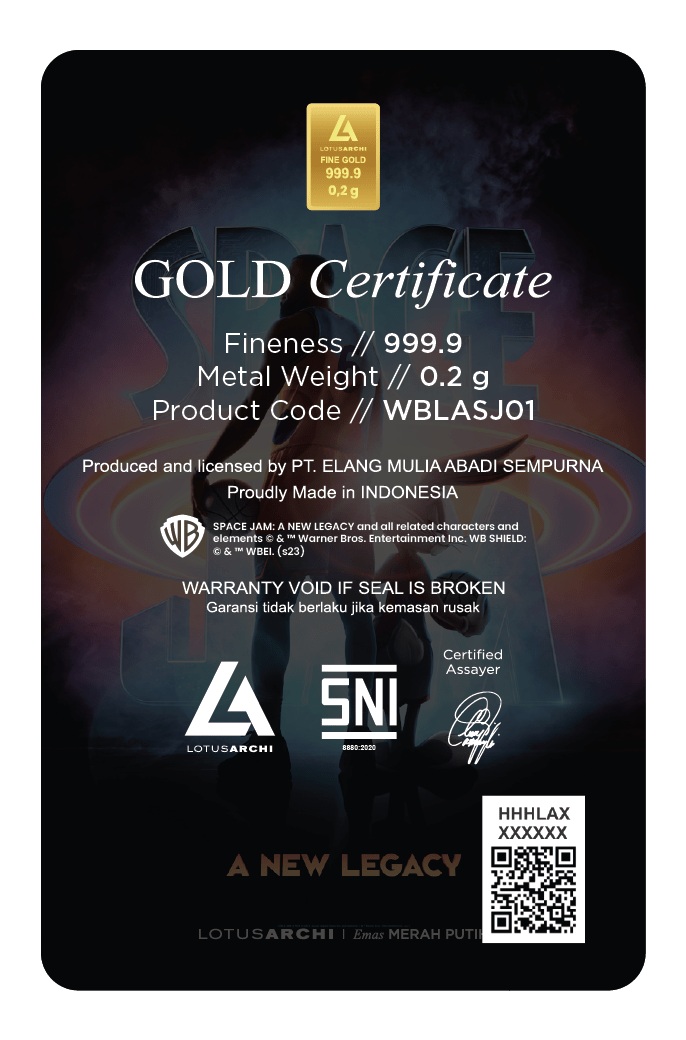 LOTUSARCHI
FINE GOLD
999.9
0,2 g
SPACE
GOLD Certificate
Fineness // 999.9
Metal Weight // 0.2 g
Product Code // WBLASJ01
Produced and licensed by PT. ELANG MULIA ABADI SEMPURNA
Proudly Made in INDONESIA
WB
SPACE JAM: A NEW LEGACY and all related characters and
elements © & ™ Warner Bros. Entertainment Inc. WB SHIELD:
© & ™ WBEI. (s23)
WARRANTY VOID IF SEAL IS BROKEN
Garansi tidak berlaku jika kemasan rusak
Certified
Assayer
LOTUSARCHI
SNI
8880:2020
HHHLAX
XXXXXX
A NEW LEGACY
LOTUSARCHI | Emas MERAH PUTI